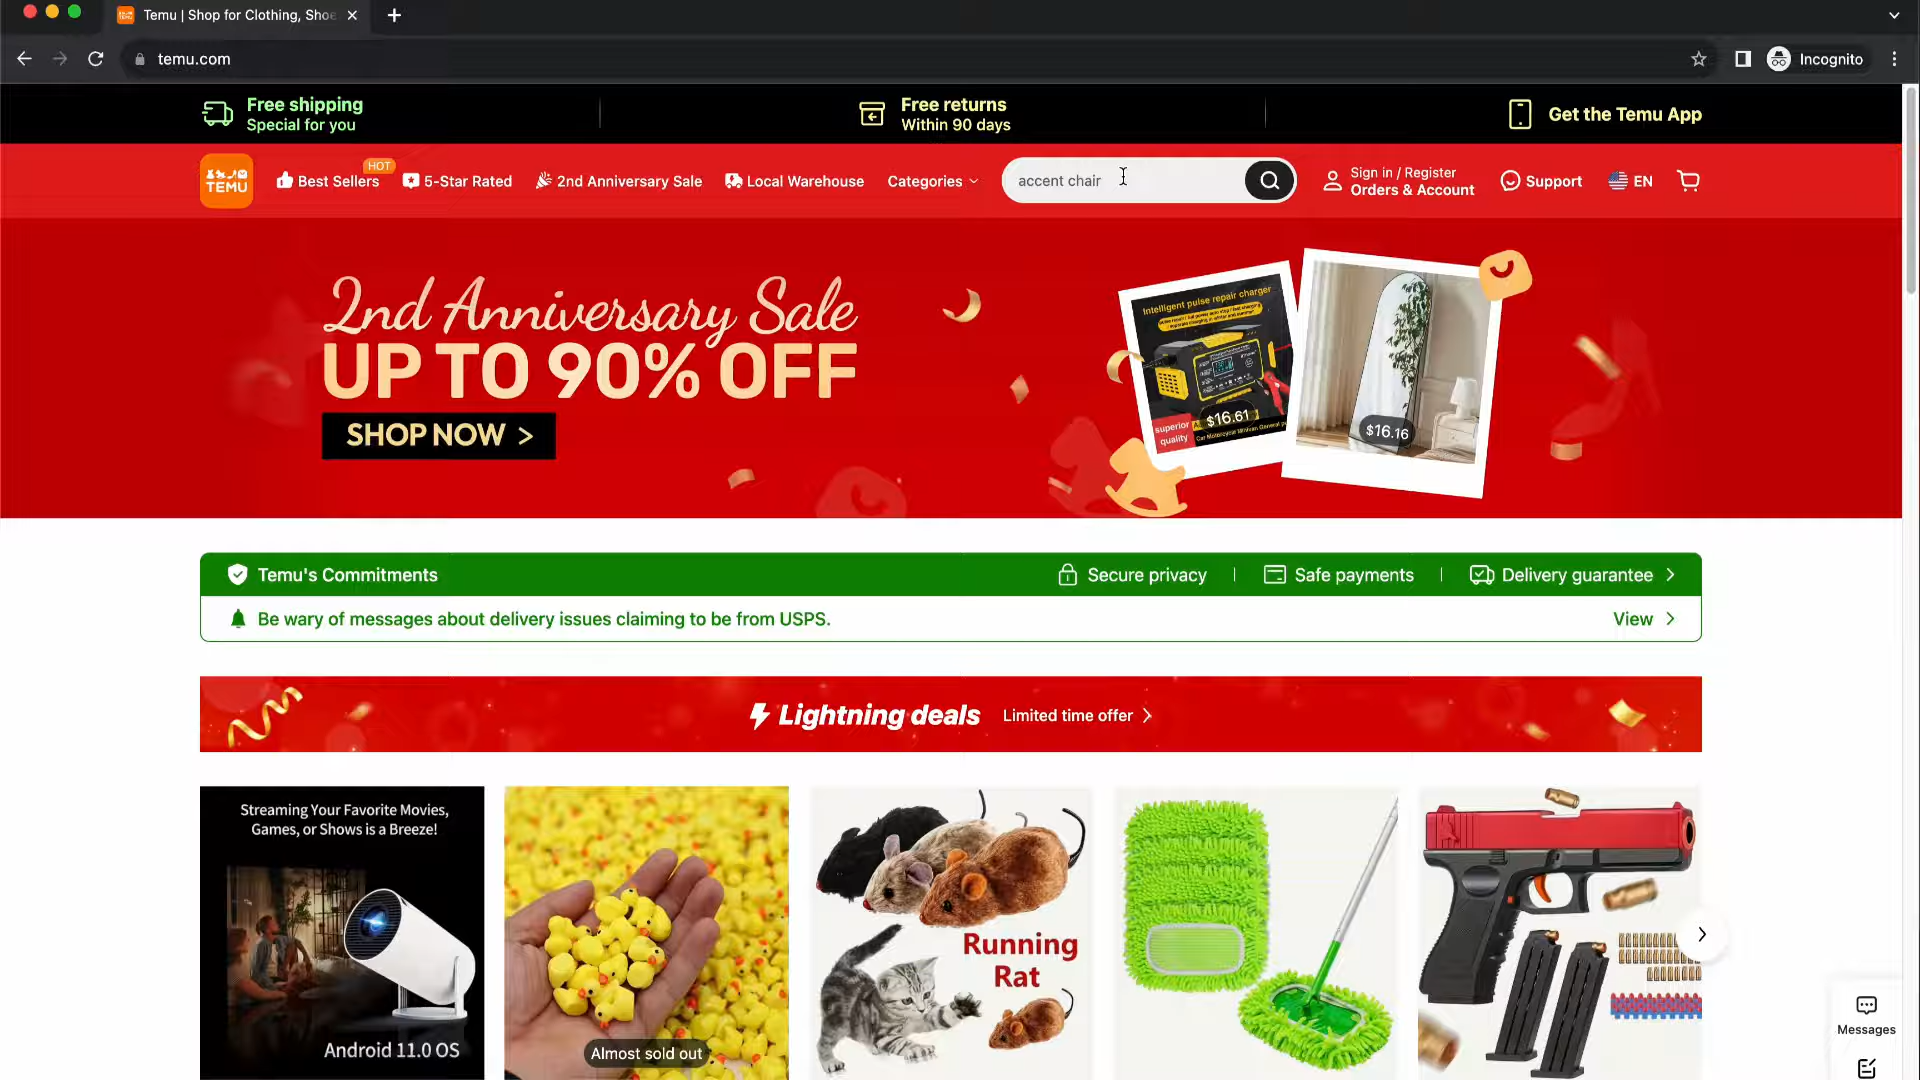 Temu | Shop for Clothing, Shoe
temu.com
Incognito
Free shipping
Special for you
Free returns
Within 90 days
Get the Temu App
TEMU
Best Sellers
HOT
5-Star Rated
2nd Anniversary Sale
Local Warehouse
Categories
accent chair
Sign in / Register
Orders & Account
Support
EN
2nd Anniversary Sale
UP TO 90% OFF
SHOP NOW >
Intelligent pulse repair charger
superior
quality
$16.61
$16.16
Temu's Commitments
Secure privacy
Safe payments
Delivery guarantee
Be wary of messages about delivery issues claiming to be from USPS.
View
Lightning deals
Limited time offer
Streaming Your Favorite Movies,
Games, or Shows is a Breeze!
Android 11.0 OS
Almost sold out
Running
Rat
Messages